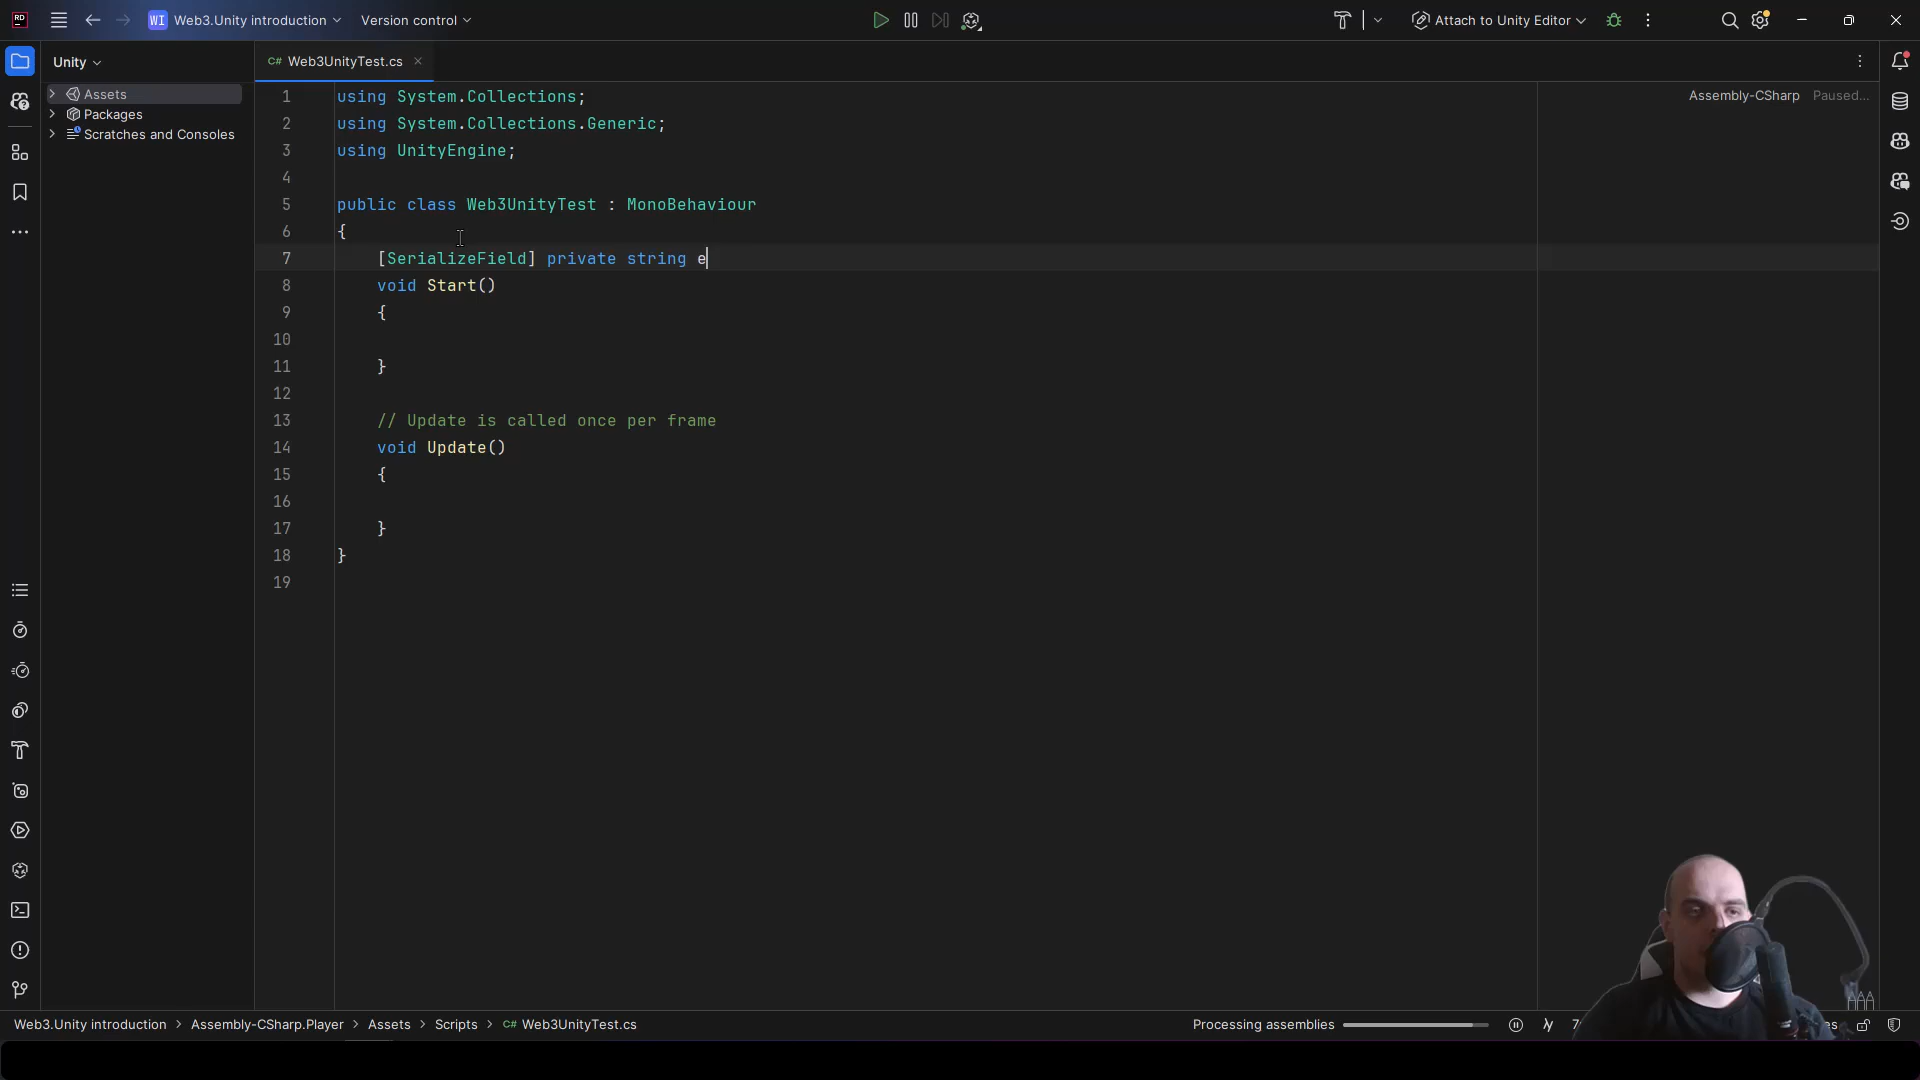 WI Web3.Unity introduction Version control Attach to Unity Editor
Unity
C# Web3UnityTest.cs
Assets
Packages
Scratches and Consoles
Assembly-CSharp Paused...
1 using System.Collections;
2 using System.Collections.Generic;
3 using UnityEngine;
4
5 public class Web3UnityTest : MonoBehaviour
6 {
7 [SerializeField] private string e
8 void Start()
9 {
10
11 }
12
13 // Update is called once per frame
14 void Update()
15 {
16
17 }
18 }
19
Web3.Unity introduction > Assembly-CSharp.Player > Assets > Scripts > C# Web3UnityTest.cs
Processing assemblies